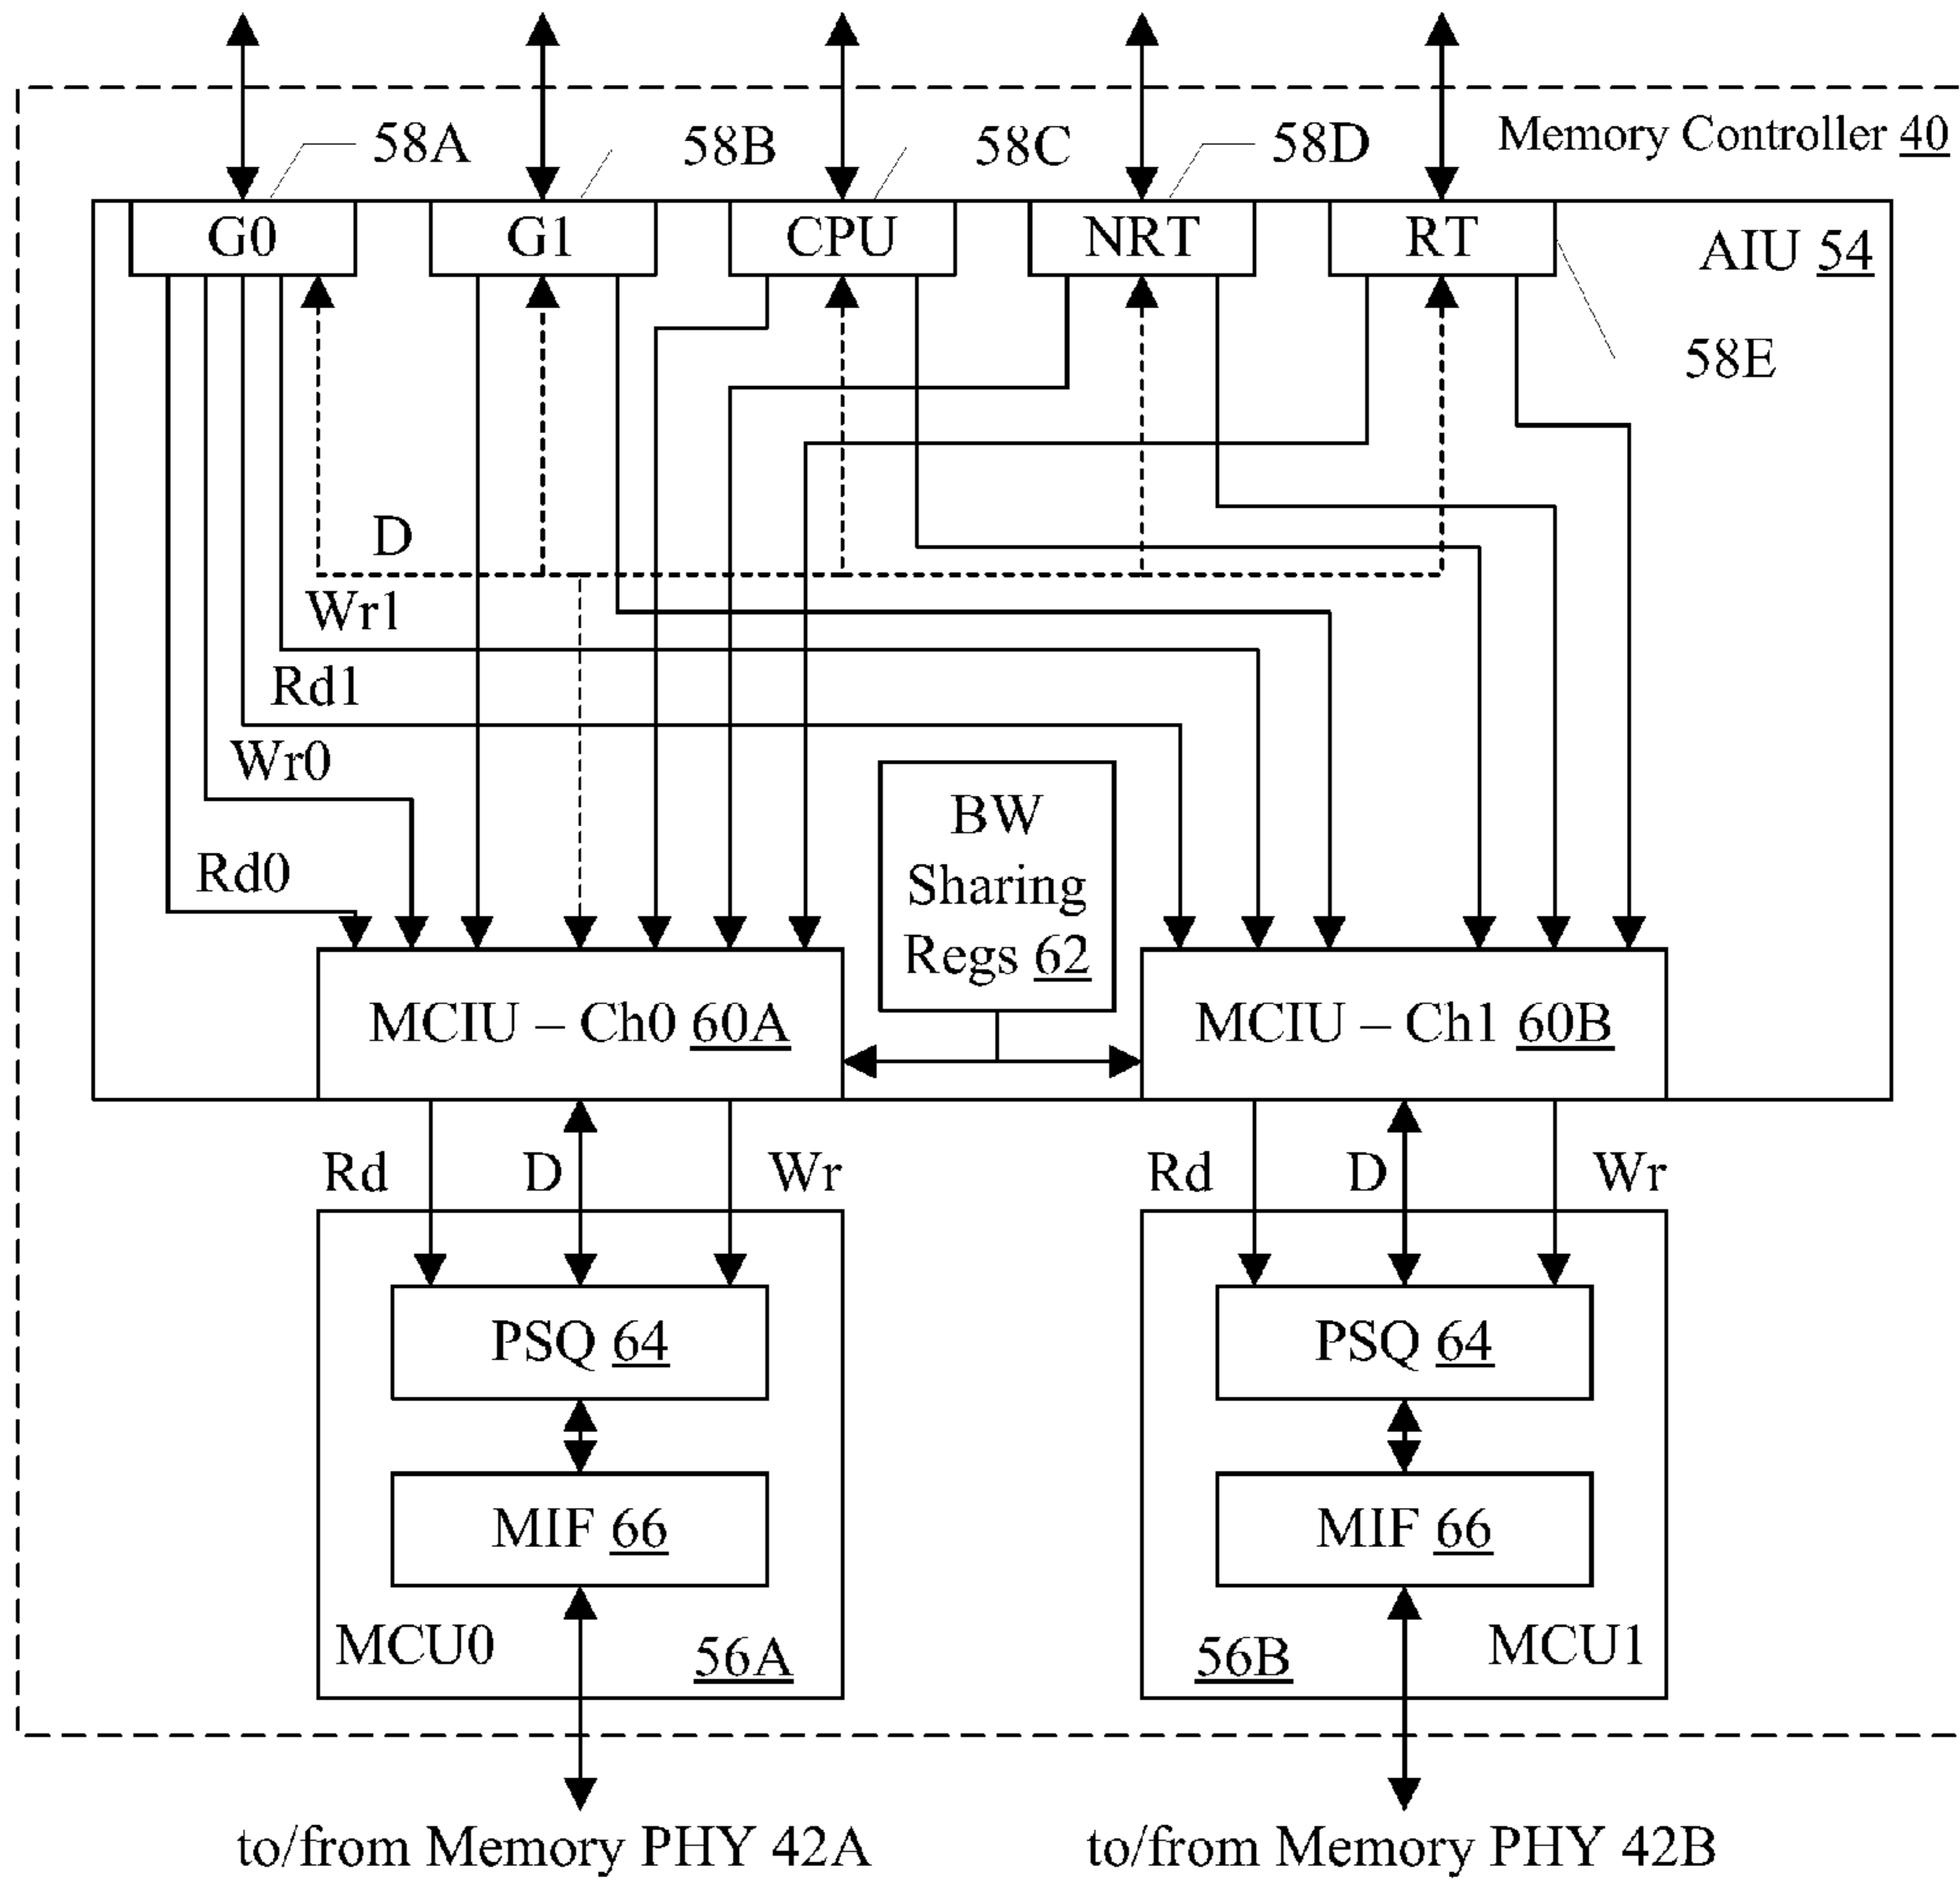 58A
58B
58C
58D
Memory Controller 40
G0
G1
CPU
NRT
RT
AIU 54
58E
D
Wr1
Rd1
Wr0
Rd0
BW
Sharing
Regs 62
MCIU – Ch0 60A
MCIU – Ch1 60B
Rd
D
Wr
Rd
D
Wr
PSQ 64
PSQ 64
MIF 66
MIF 66
MCU0
56A
56B
MCU1
to/from Memory PHY 42A
to/from Memory PHY 42B